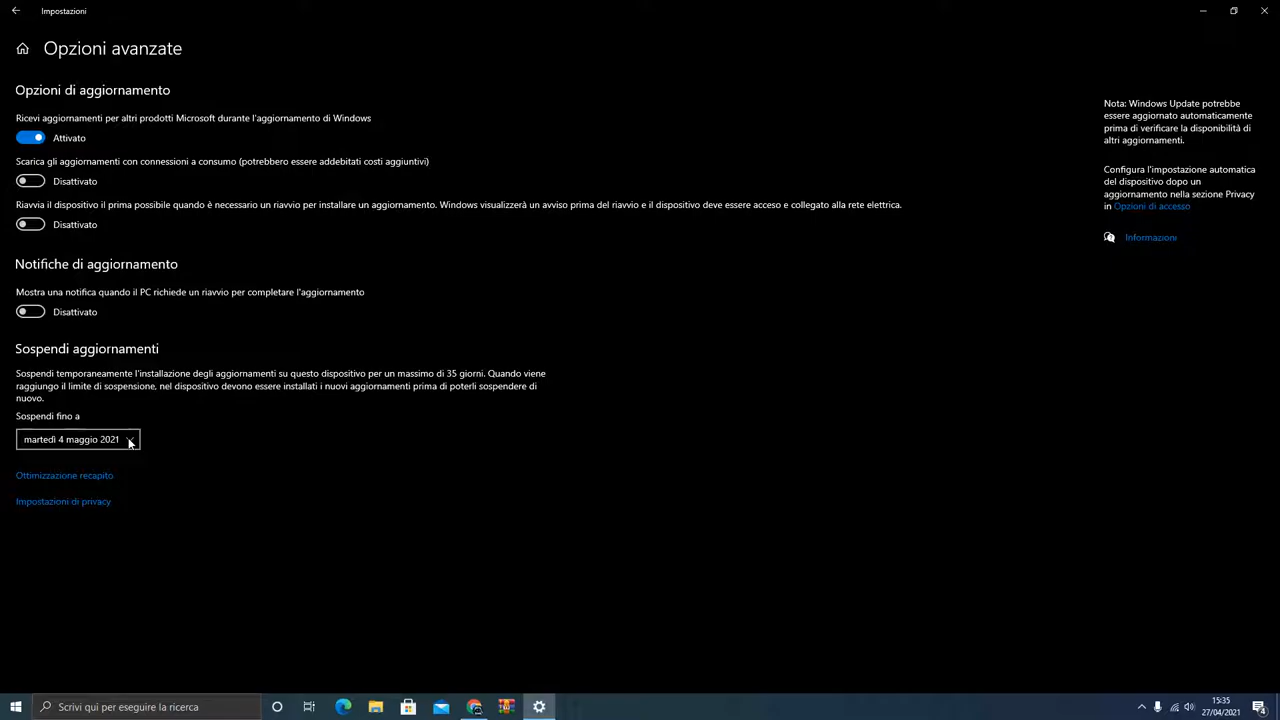 Impostazioni
Opzioni avanzate
Opzioni di aggiornamento
Ricevi aggiornamenti per altri prodotti Microsoft durante l'aggiornamento di Windows
Attivato
Scarica gli aggiornamenti con connessioni a consumo (potrebbero essere addebitati costi aggiuntivi)
Disattivato
Riavvia il dispositivo il prima possibile quando è necessario un riavvio per installare un aggiornamento. Windows visualizzerà un avviso prima del riavvio e il dispositivo deve essere acceso e collegato alla rete elettrica.
Disattivato
Notifiche di aggiornamento
Mostra una notifica quando il PC richiede un riavvio per completare l'aggiornamento
Disattivato
Sospendi aggiornamenti
Sospendi temporaneamente l'installazione degli aggiornamenti su questo dispositivo per un massimo di 35 giorni. Quando viene
raggiungo il limite di sospensione, nel dispositivo devono essere installati i nuovi aggiornamenti prima di poterli sospendere di
nuovo.
Sospendi fino a
martedì 4 maggio 2021
Ottimizzazione recapito
Impostazioni di privacy
Nota: Windows Update potrebbe
essere aggiornato automaticamente
prima di verificare la disponibilità di
altri aggiornamenti.
Configura l'impostazione automatica
del dispositivo dopo un
aggiornamento nella sezione Privacy
in Opzioni di accesso
Informazioni
Scrivi qui per eseguire la ricerca
15:35
27/04/2021